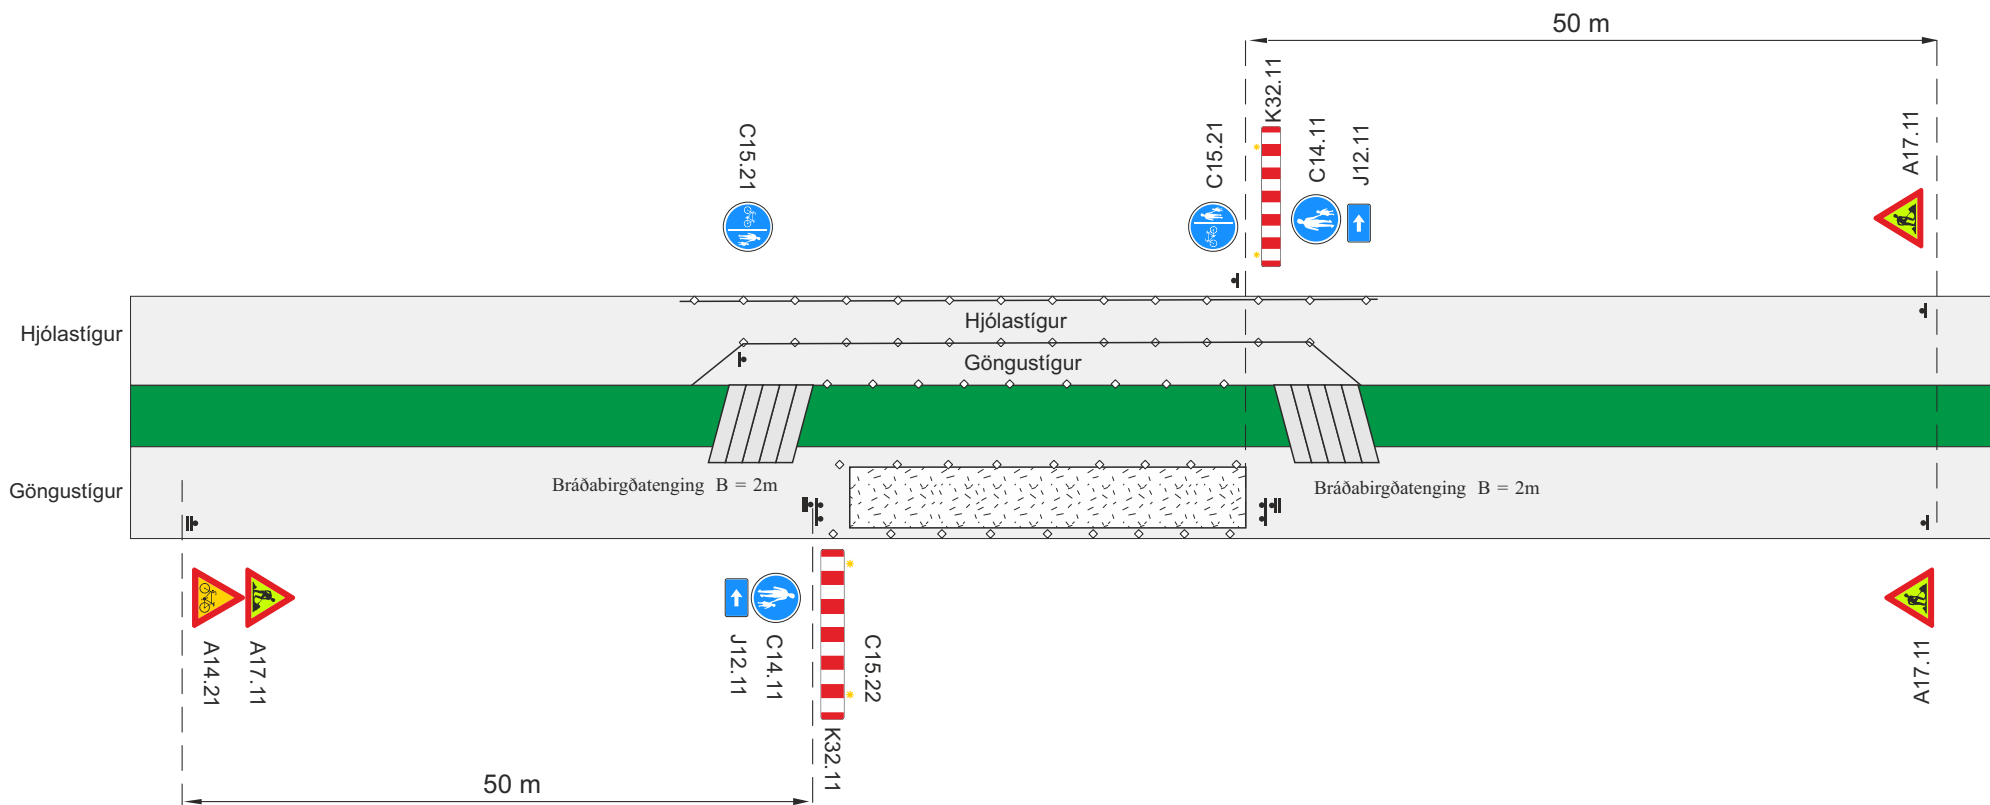 50 m
K32.11
C15.21
C15.21
C14.11
J12.11
A17.11
Hjólastígur
Hjólastígur
Göngustígur
Göngustígur
Bráðabirgðatenging B = 2m
Bráðabirgðatenging B = 2m
A14.21
A17.11
J12.11
C14.11
C15.22
K32.11
A17.11
50 m